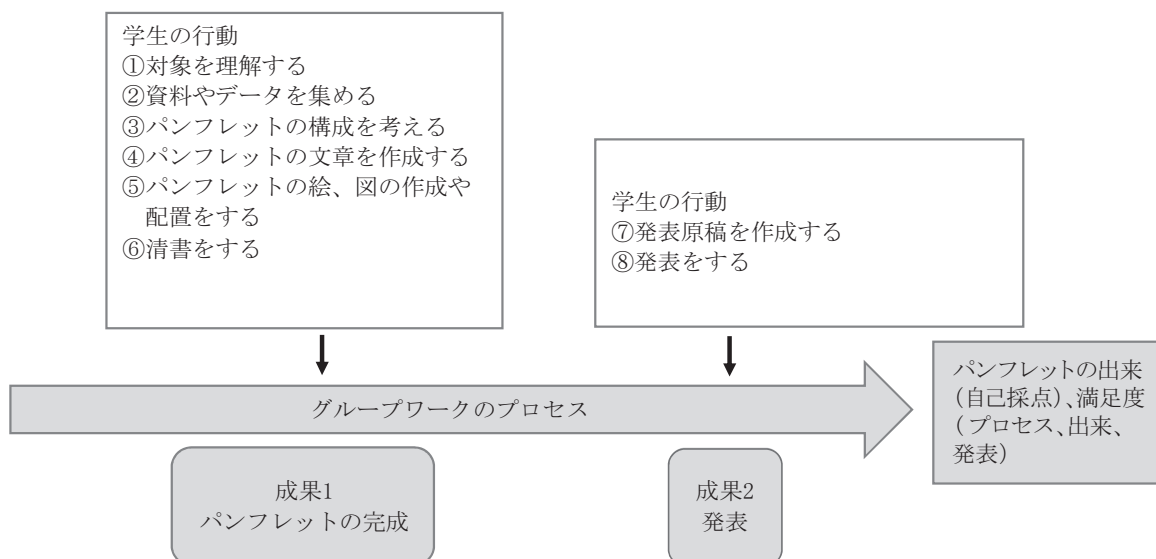 学生の行動
①対象を理解する
②資料やデータを集める
③パンフレットの構成を考える
④パンフレットの文章を作成する
⑤パンフレットの絵、図の作成や
配置をする
⑥清書をする
学生の行動
⑦発表原稿を作成する
⑧発表をする
グループワークのプロセス
パンフレットの出来
(自己採点)、満足度
(プロセス、出来、
発表)
成果1
パンフレットの完成
成果2
発表